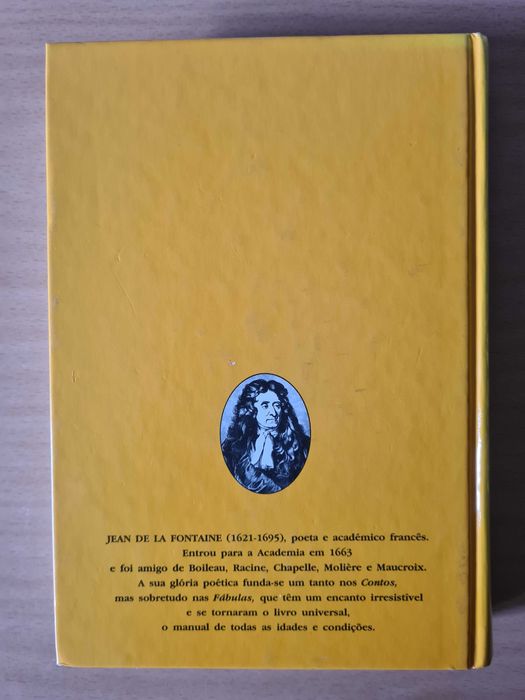 JEAN DE LA FONTAINE (1621-1695), poeta e académico francês.
Entrou para a Academia em 1663
e foi amigo de Boileau, Racine, Chapelle, Molière e Maucroix.
A sua glória poética funda-se um tanto nos Contos,
mas sobretudo nas Fábulas, que têm um encanto irresistível
e se tornaram o livro universal,
o manual de todas as idades e condições.